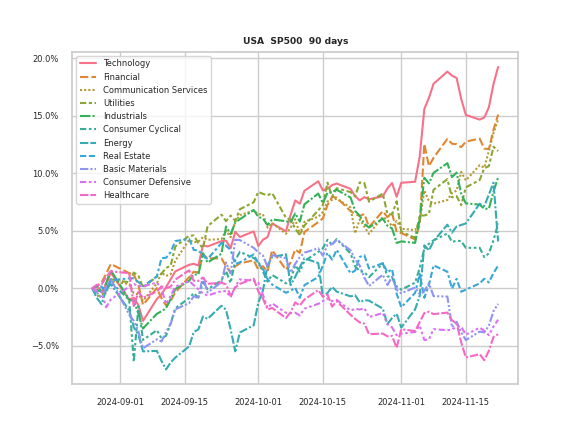 USA SP500 90 days
20.0%
15.0%
10.0%
5.0%
0.0%
−5.0%
Technology
Financial
Communication Services
Utilities
Industrials
Consumer Cyclical
Energy
Real Estate
Basic Materials
Consumer Defensive
Healthcare
2024-09-01 2024-09-15 2024-10-01 2024-10-15 2024-11-01 2024-11-15